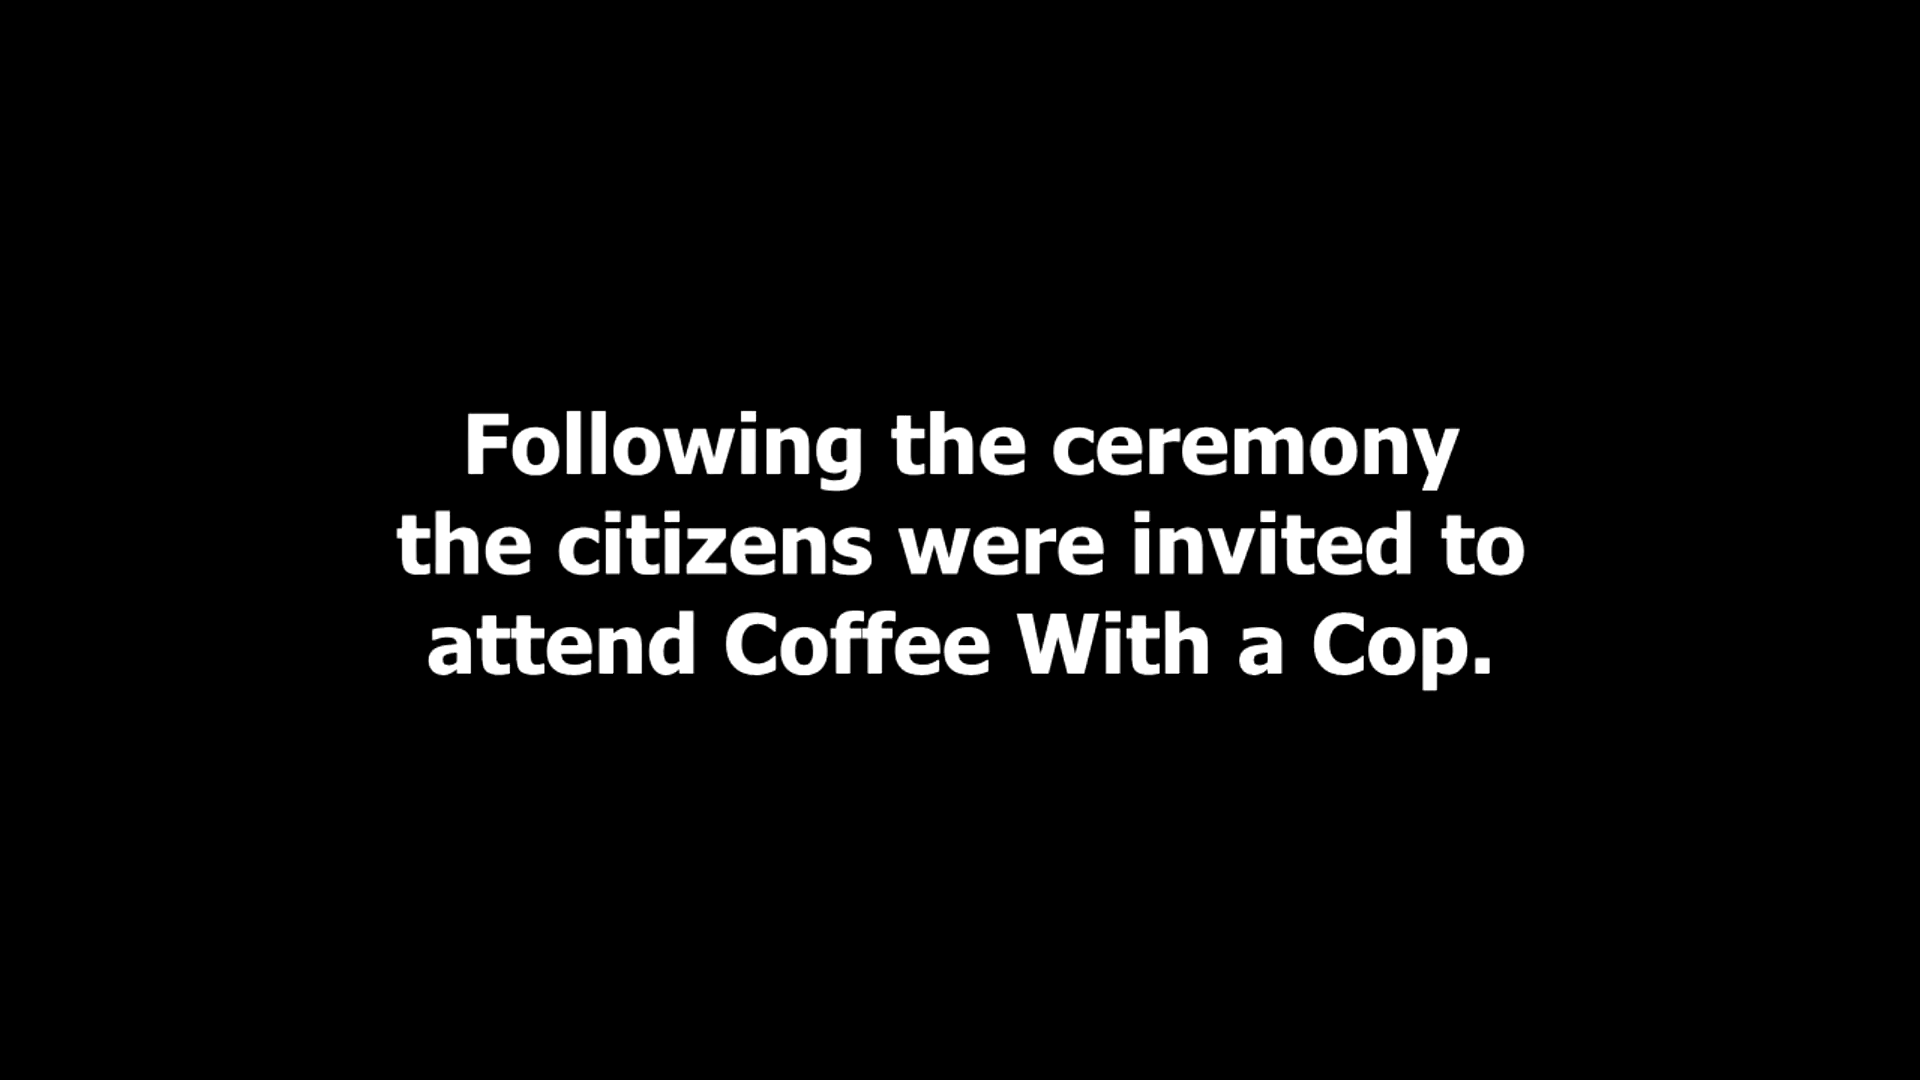 Following the ceremony
the citizens were invited to
attend Coffee With a Cop.